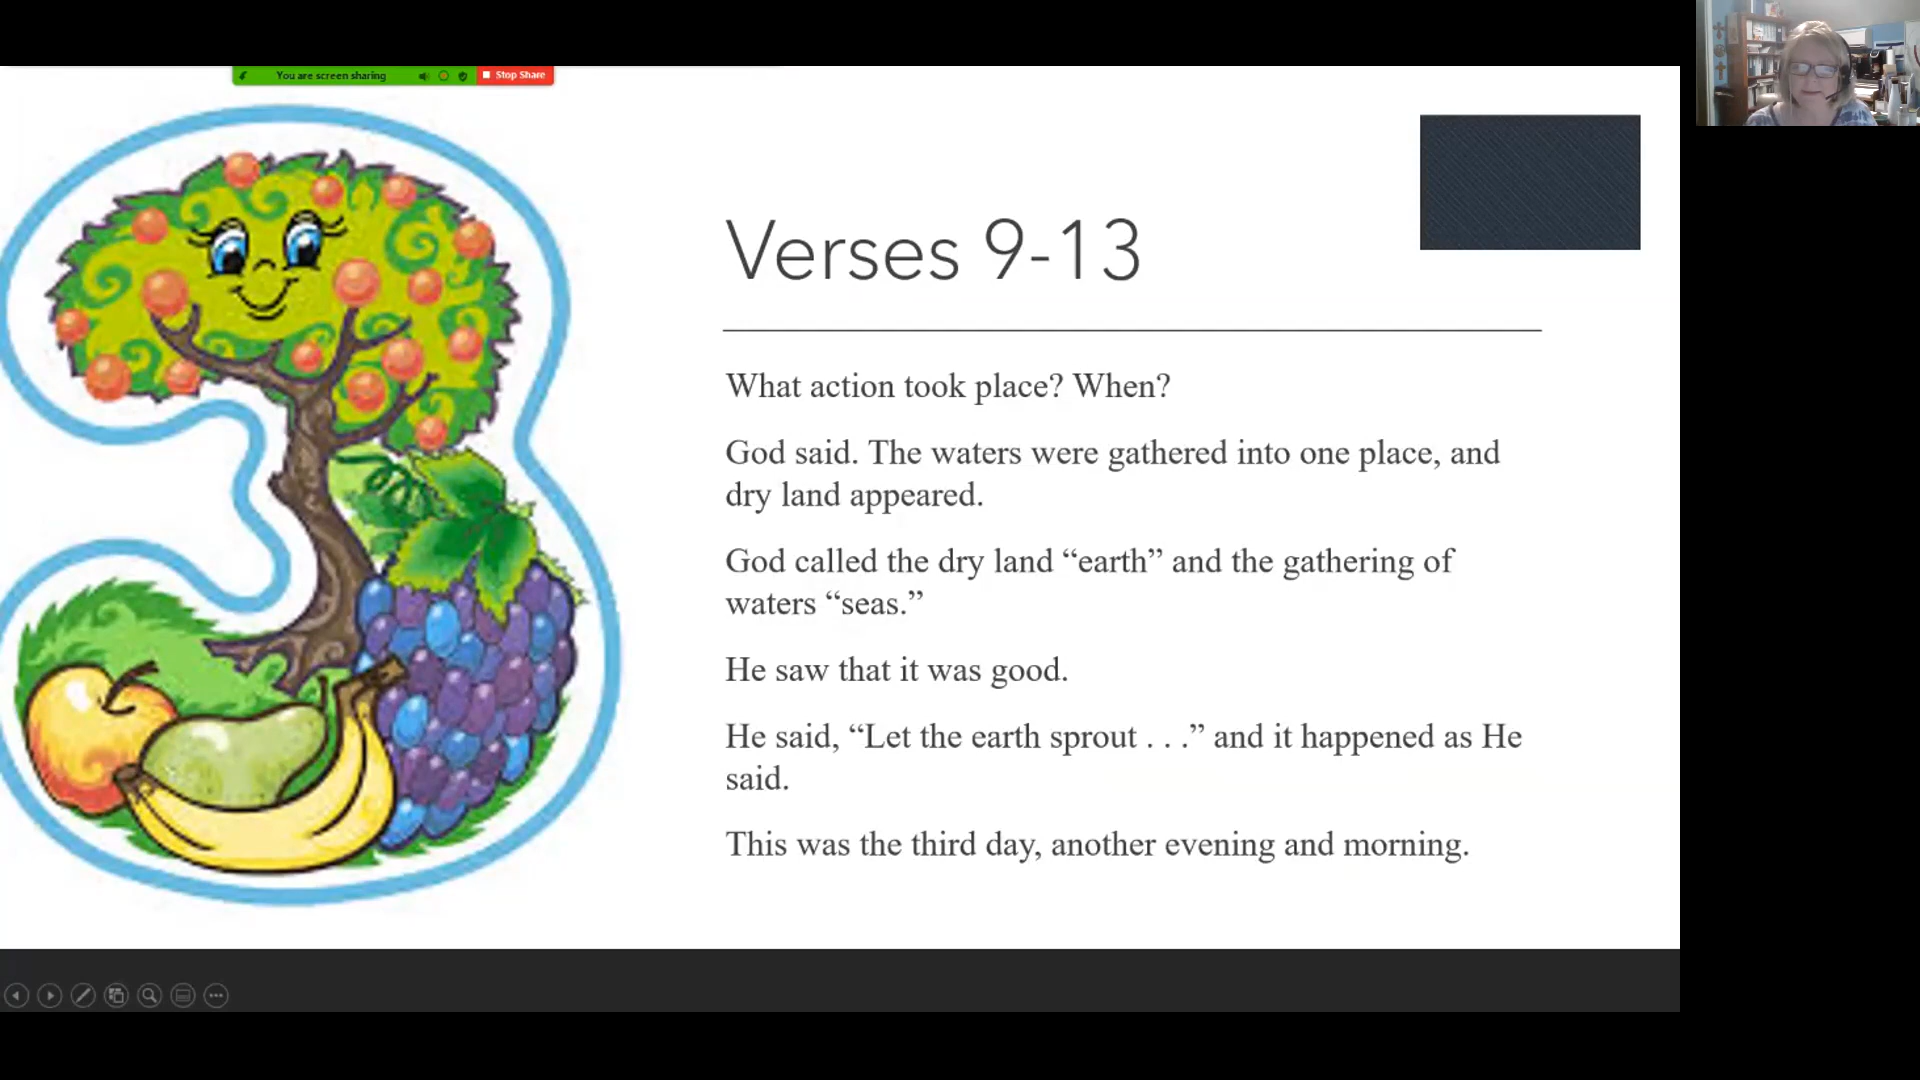 You are screen sharing
Stop Share
Verses 9-13
What action took place? When?
God said. The waters were gathered into one place, and
dry land appeared.
God called the dry land “earth” and the gathering of
waters “seas.”
He saw that it was good.
He said, “Let the earth sprout . . .” and it happened as He
said.
This was the third day, another evening and morning.